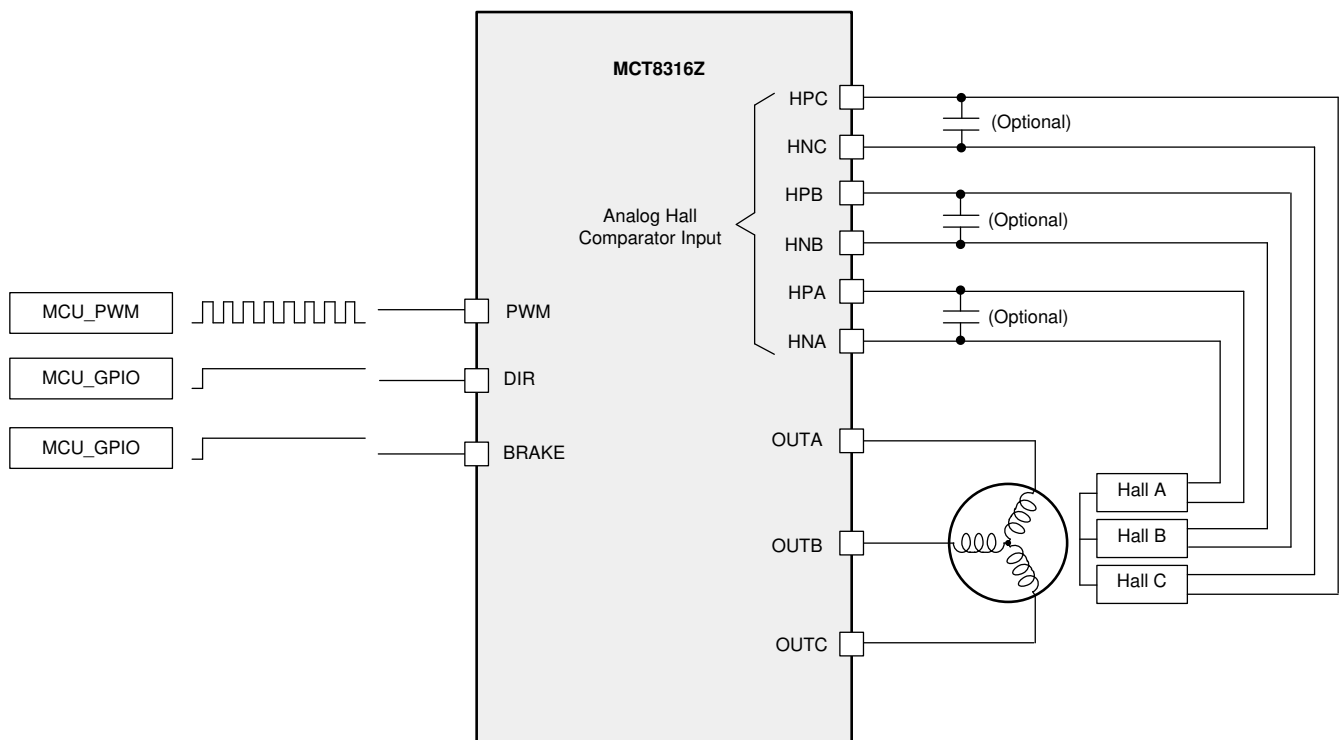 MCT8316Z
HPC
(Optional)
HNC
HPB
Analog Hall
Comparator Input
(Optional)
HNB
HPA
MCU_PWM
PWM
(Optional)
HNA
MCU_GPIO
DIR
OUTA
MCU_GPIO
BRAKE
Hall A
OUTB
Hall B
Hall C
OUTC